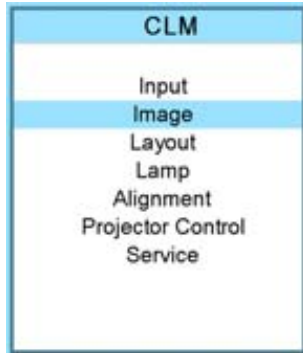 CLM
Input
Image
Layout
Lamp
Alignment
Projector Control
Service